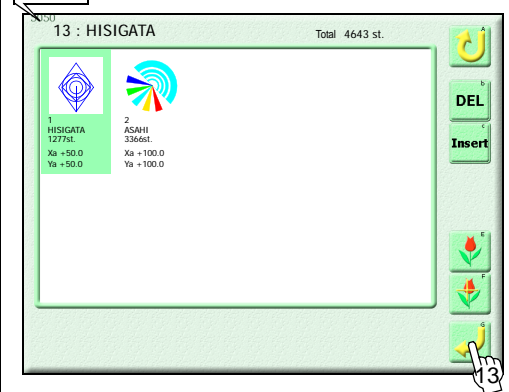 3050
13 : HISIGATA Total 4643 st.
A
b
DEL
c
Insert
1
HISIGATA
1277st.
Xa +50.0
Ya +50.0
2
ASAHI
3366st.
Xa +100.0
Ya +100.0
E
F
G
13